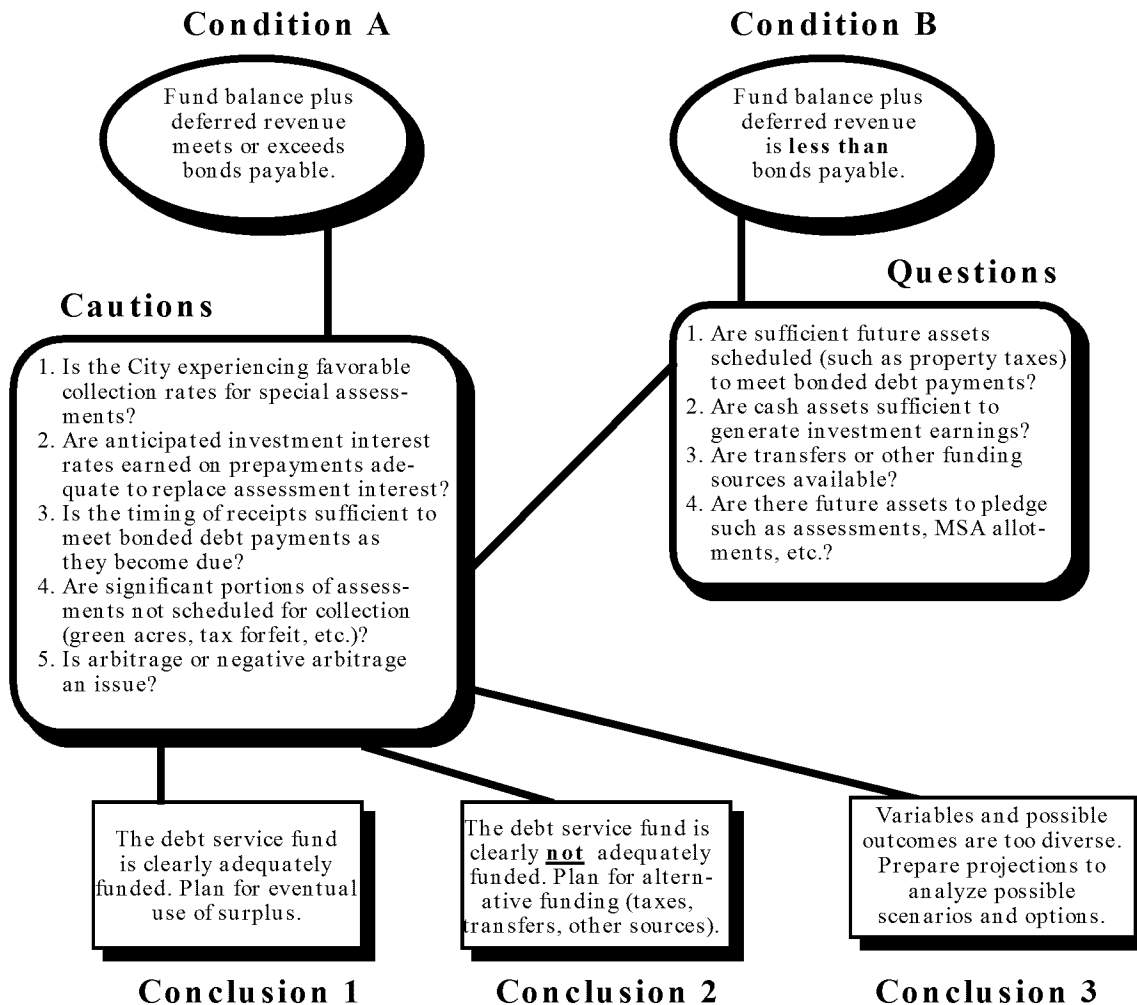 Condition A
Fund balance plus
deferred revenue
meets or exceeds
bonds payable.
Condition B
Fund balance plus
deferred revenue
is less than
bonds payable.
Cautions
1. Is the City experiencing favorable
collection rates for special assess-
ments?
2. Are anticipated investment interest
rates earned on prepayments ade-
quate to replace assessment interest?
3. Is the timing of receipts sufficient to
meet bonded debt payments as
they become due?
4. Are significant portions of assess-
ments not scheduled for collection
(green acres, tax forfeit, etc.)?
5. Is arbitrage or negative arbitrage
an issue?
Questions
1. Are sufficient future assets
scheduled (such as property taxes)
to meet bonded debt payments?
2. Are cash assets sufficient to
generate investment earnings?
3. Are transfers or other funding
sources available?
4. Are there future assets to pledge
such as assessments, MSA allot-
ments, etc.?
The debt service fund
is clearly adequately
funded. Plan for eventual
use of surplus.
Conclusion 1
The debt service fund is
clearly not adequately
funded. Plan for altern-
ative funding (taxes,
transfers, other sources).
Conclusion 2
Variables and possible
outcomes are too diverse.
Prepare projections to
analyze possible
scenarios and options.
Conclusion 3